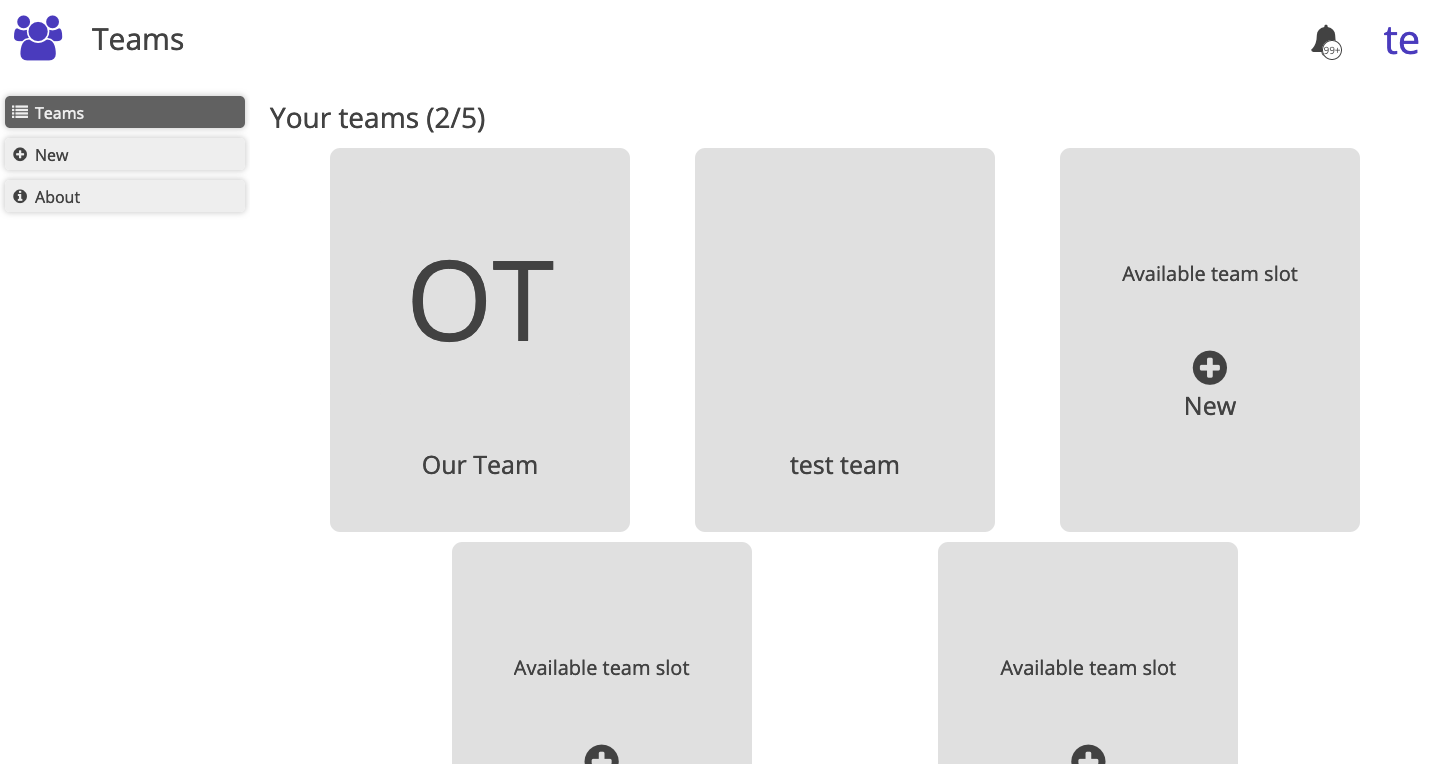 Teams
99+
te
Teams
New
About
Your teams (2/5)
OT
Our Team
test team
Available team slot
New
Available team slot
Available team slot